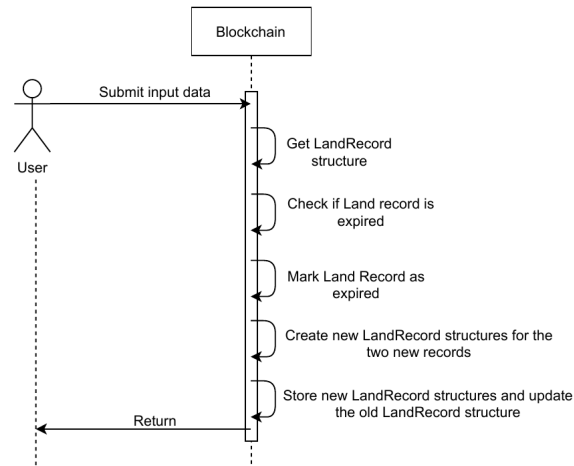 Blockchain
Submit input data
User
Get LandRecord
structure
Check if Land record is
expired
Mark Land Record as
expired
Create new LandRecord structures for the
two new records
Store new LandRecord structures and update
the old LandRecord structure
Return